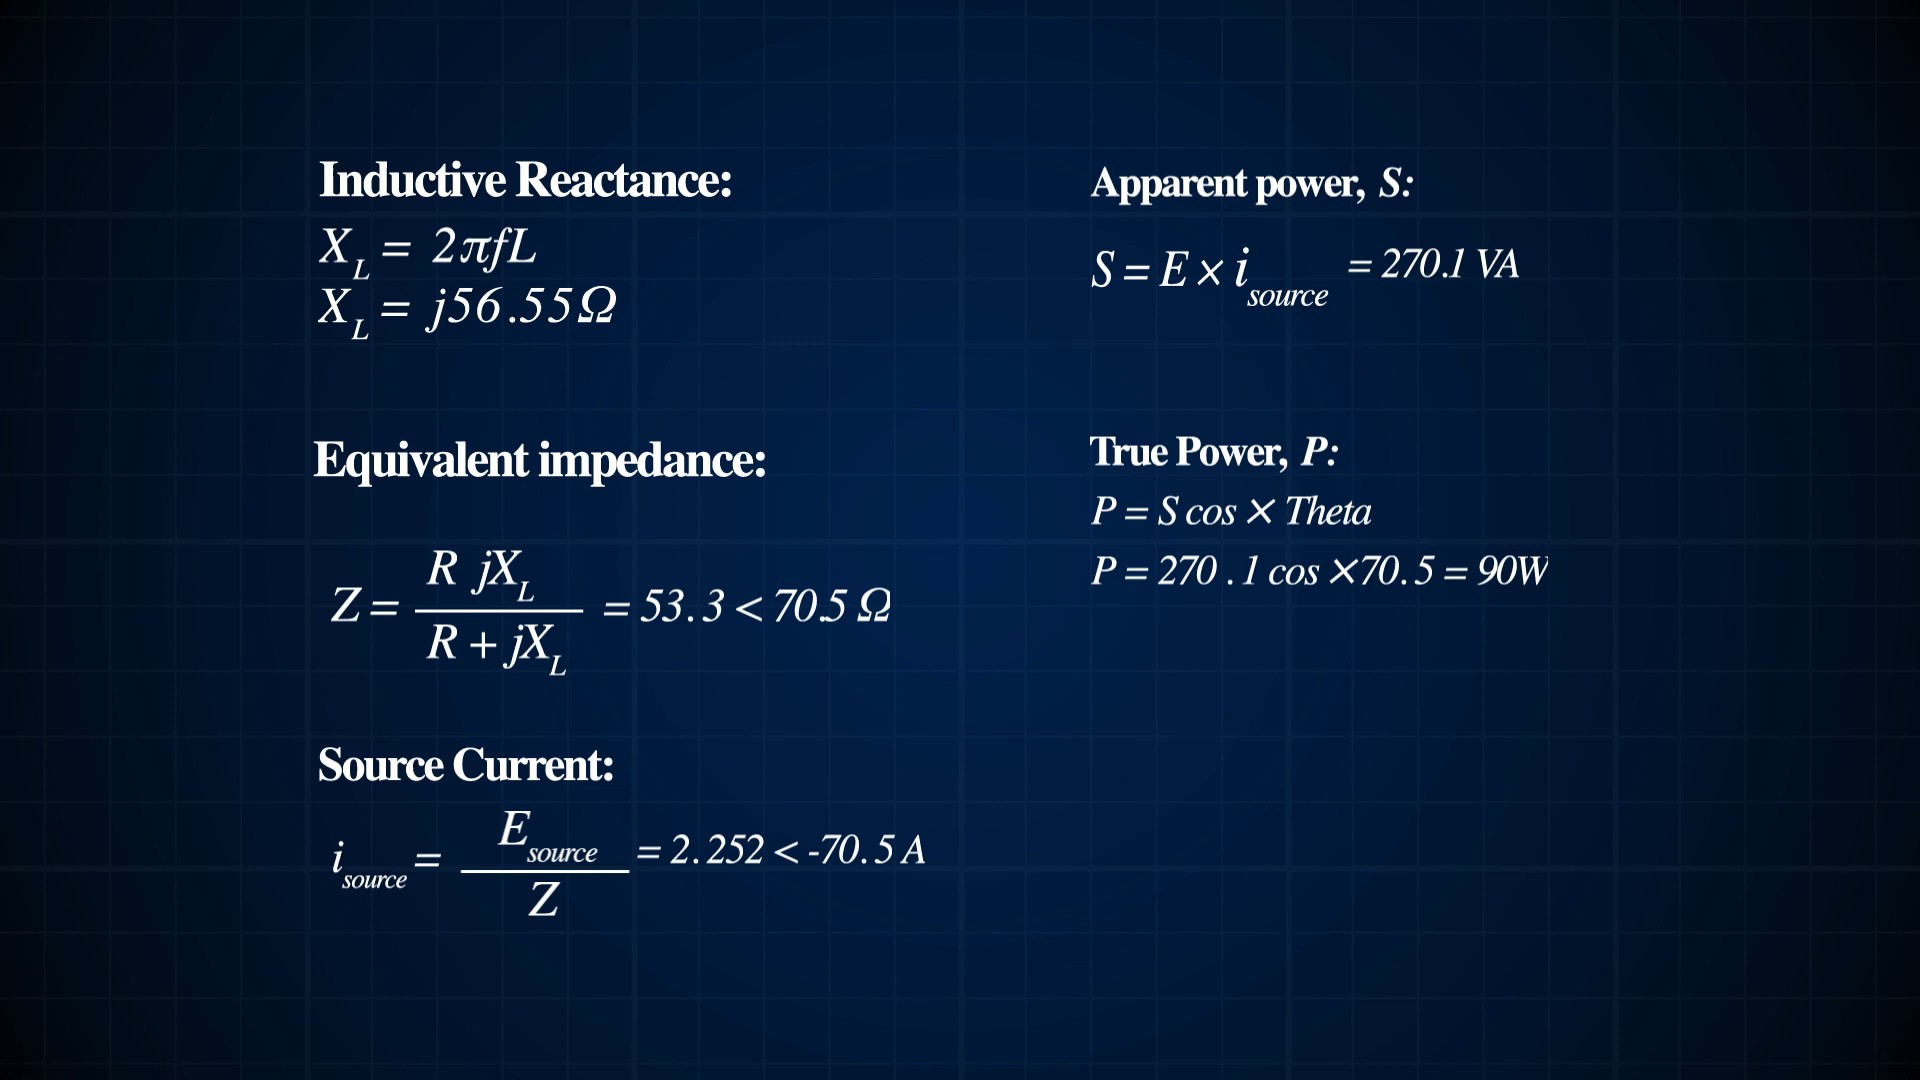 Inductive Reactance:
X_L = 2πfL
X_L = j56.55Ω
Equivalent impedance:
Z = R jX_L / R + jX_L = 53.3 < 70.5 Ω
Source Current:
i_source = E_source / Z = 2.252 < -70.5 A
Apparent power, S:
S = E × i_source = 270.1 VA
True Power, P:
P = S cos × Theta
P = 270.1 cos ×70.5 = 90W